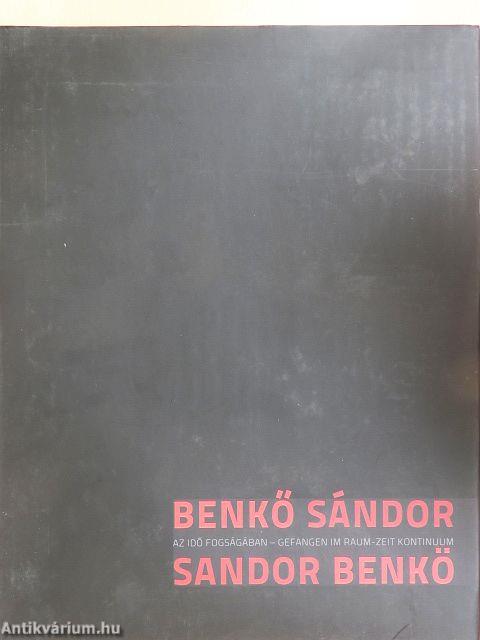 BENKŐ SÁNDOR
AZ IDŐ FOGSÁGÁBAN – GEFANGEN IM RAUM-ZEIT KONTINUUM
SANDOR BENKÖ
Antikvárium.hu